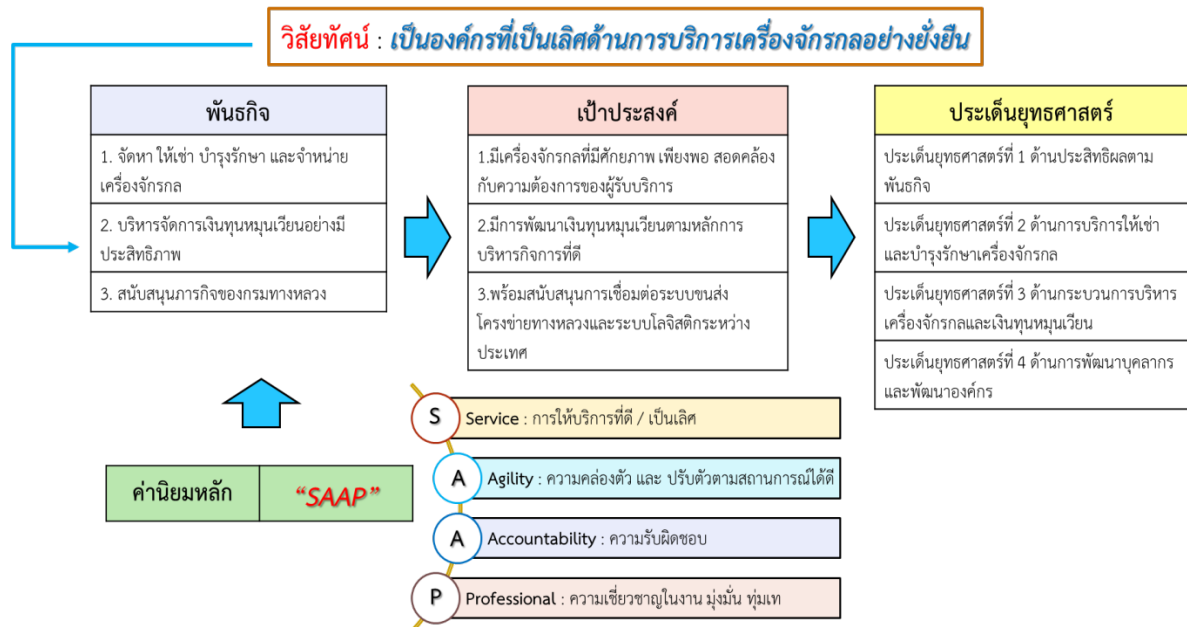 วิสัยทัศน์ : เป็นองค์กรที่เป็นเลิศด้านการบริการเครื่องจักรกลอย่างยั่งยืน
พันธกิจ
1. จัดหา ให้เช่า บำรุงรักษา และจำหน่าย
เครื่องจักรกล
2. บริหารจัดการเงินทุนหมุนเวียนอย่างมี
ประสิทธิภาพ
3. สนับสนุนภารกิจของกรมทางหลวง
เป้าประสงค์
1.มีเครื่องจักรกลที่มีศักยภาพ เพียงพอ สอดคล้อง
กับความต้องการของผู้รับบริการ
2.มีการพัฒนาเงินทุนหมุนเวียนตามหลักการ
บริหารกิจการที่ดี
3.พร้อมสนับสนุนการเชื่อมต่อระบบขนส่ง
โครงข่ายทางหลวงและระบบโลจิสติกระหว่าง
ประเทศ
ประเด็นยุทธศาสตร์
ประเด็นยุทธศาสตร์ที่ 1 ด้านประสิทธิผลตาม
พันธกิจ
ประเด็นยุทธศาสตร์ที่ 2 ด้านการบริการให้เช่า
และบำรุงรักษาเครื่องจักรกล
ประเด็นยุทธศาสตร์ที่ 3 ด้านกระบวนการบริหาร
เครื่องจักรกลและเงินทุนหมุนเวียน
ประเด็นยุทธศาสตร์ที่ 4 ด้านการพัฒนาบุคลากร
และพัฒนาองค์กร
ค่านิยมหลัก “SAAP”
S Service : การให้บริการที่ดี / เป็นเลิศ
A Agility : ความคล่องตัว และ ปรับตัวตามสถานการณ์ได้ดี
A Accountability : ความรับผิดชอบ
P Professional : ความเชี่ยวชาญในงาน มุ่งมั่น ทุ่มเท